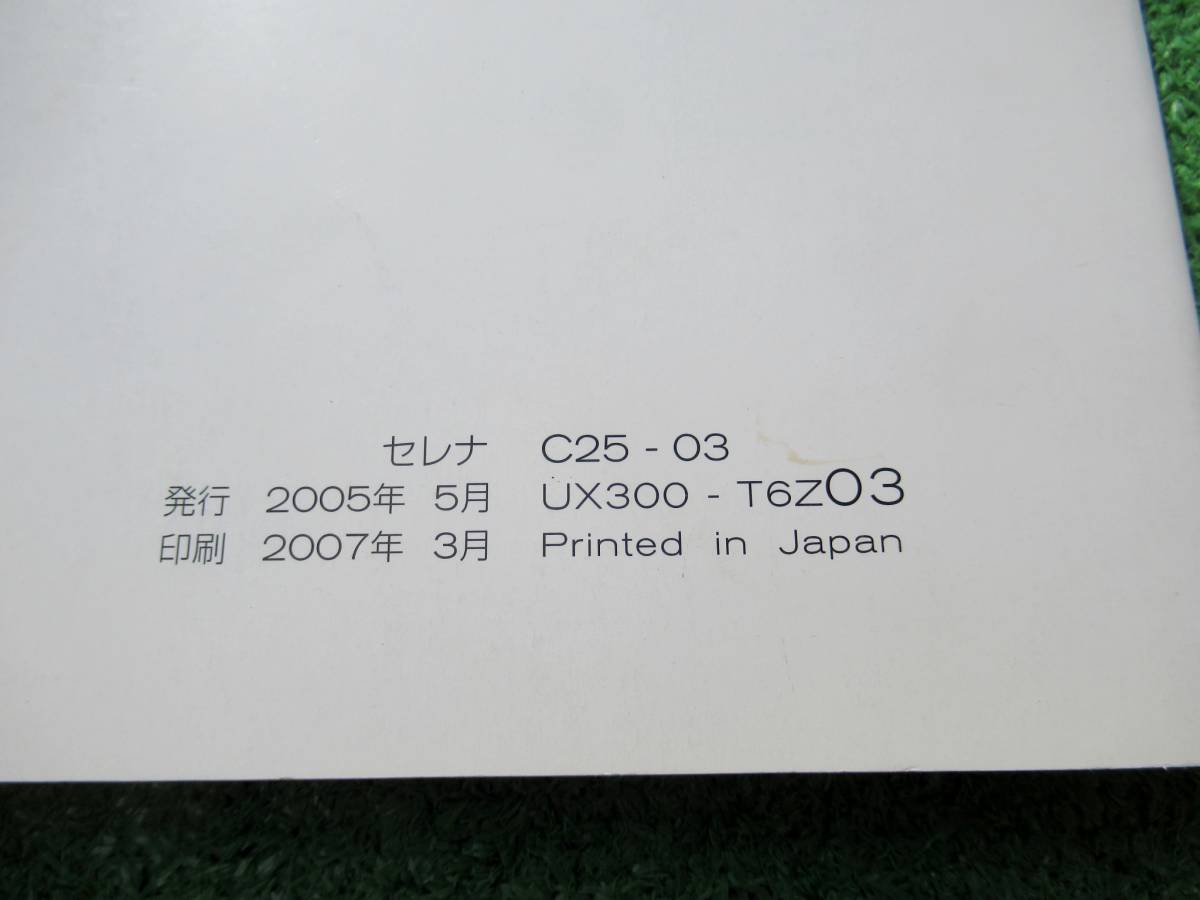 セレナ C25 - 03
発行 2005年 5月 UX300 - T6Z03
印刷 2007年 3月 Printed in Japan